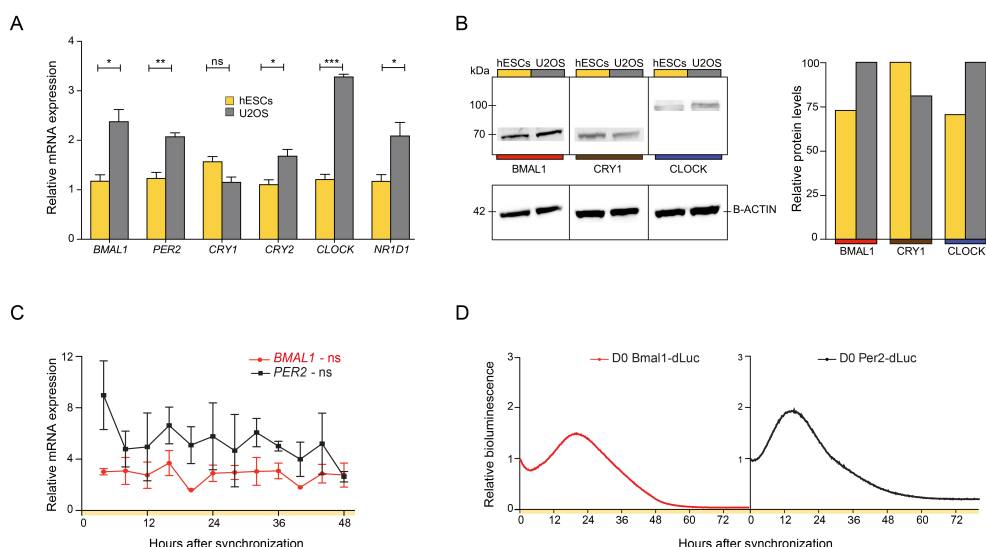 A
Relative mRNA expression
4
3
2
1
0
* ** ns * *** *
hESCs
U2OS
BMAL1 PER2 CRY1 CRY2 CLOCK NR1D1
B
hESCs U2OS hESCs U2OS hESCs U2OS
kDa
100
70
BMAL1 CRY1 CLOCK
42
B-ACTIN
Relative protein levels
100
75
50
25
0
BMAL1 CRY1 CLOCK
C
Relative mRNA expression
12
8
4
0
BMAL1 - ns
PER2 - ns
0 12 24 36 48
Hours after synchronization
D
Relative bioluminescence
3
2
1
0
D0 Bmal1-dLuc
0 12 24 36 48 60 72
3
2
1
D0 Per2-dLuc
0 12 24 36 48 60 72
Hours after synchronization